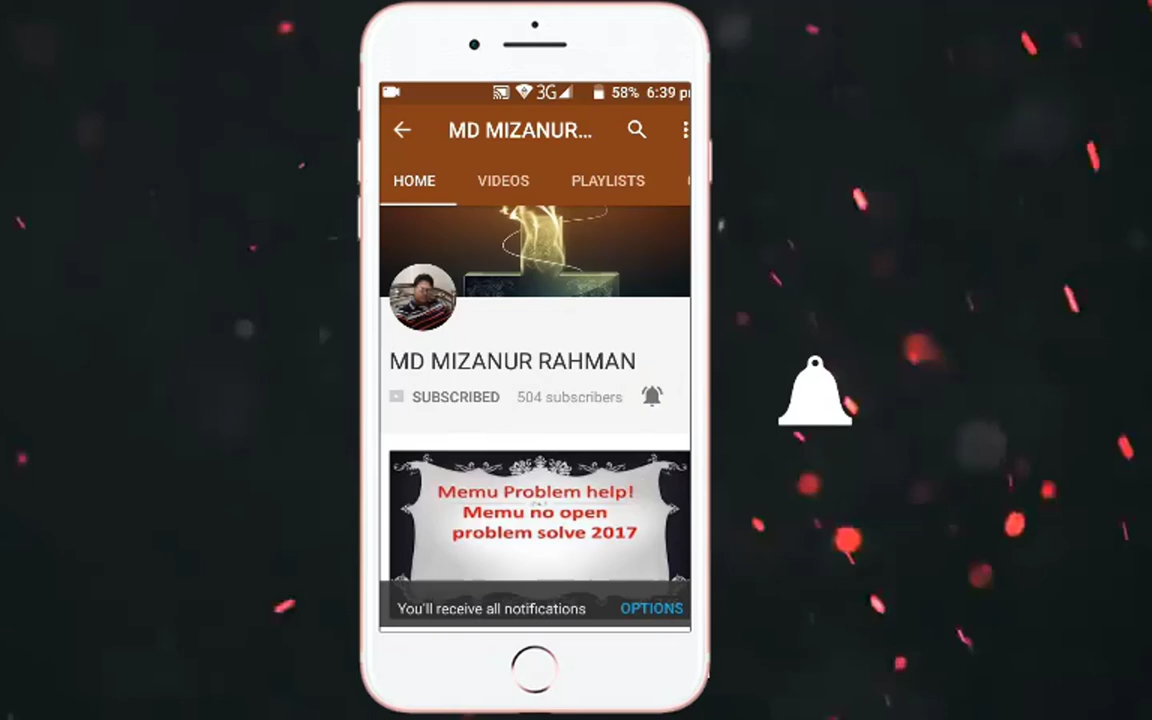 3G 58% 6:39 p
MD MIZANUR...
HOME VIDEOS PLAYLISTS
MD MIZANUR RAHMAN
SUBSCRIBED 504 subscribers
Memu Problem help!
Memu no open
problem solve 2017
You'll receive all notifications OPTIONS